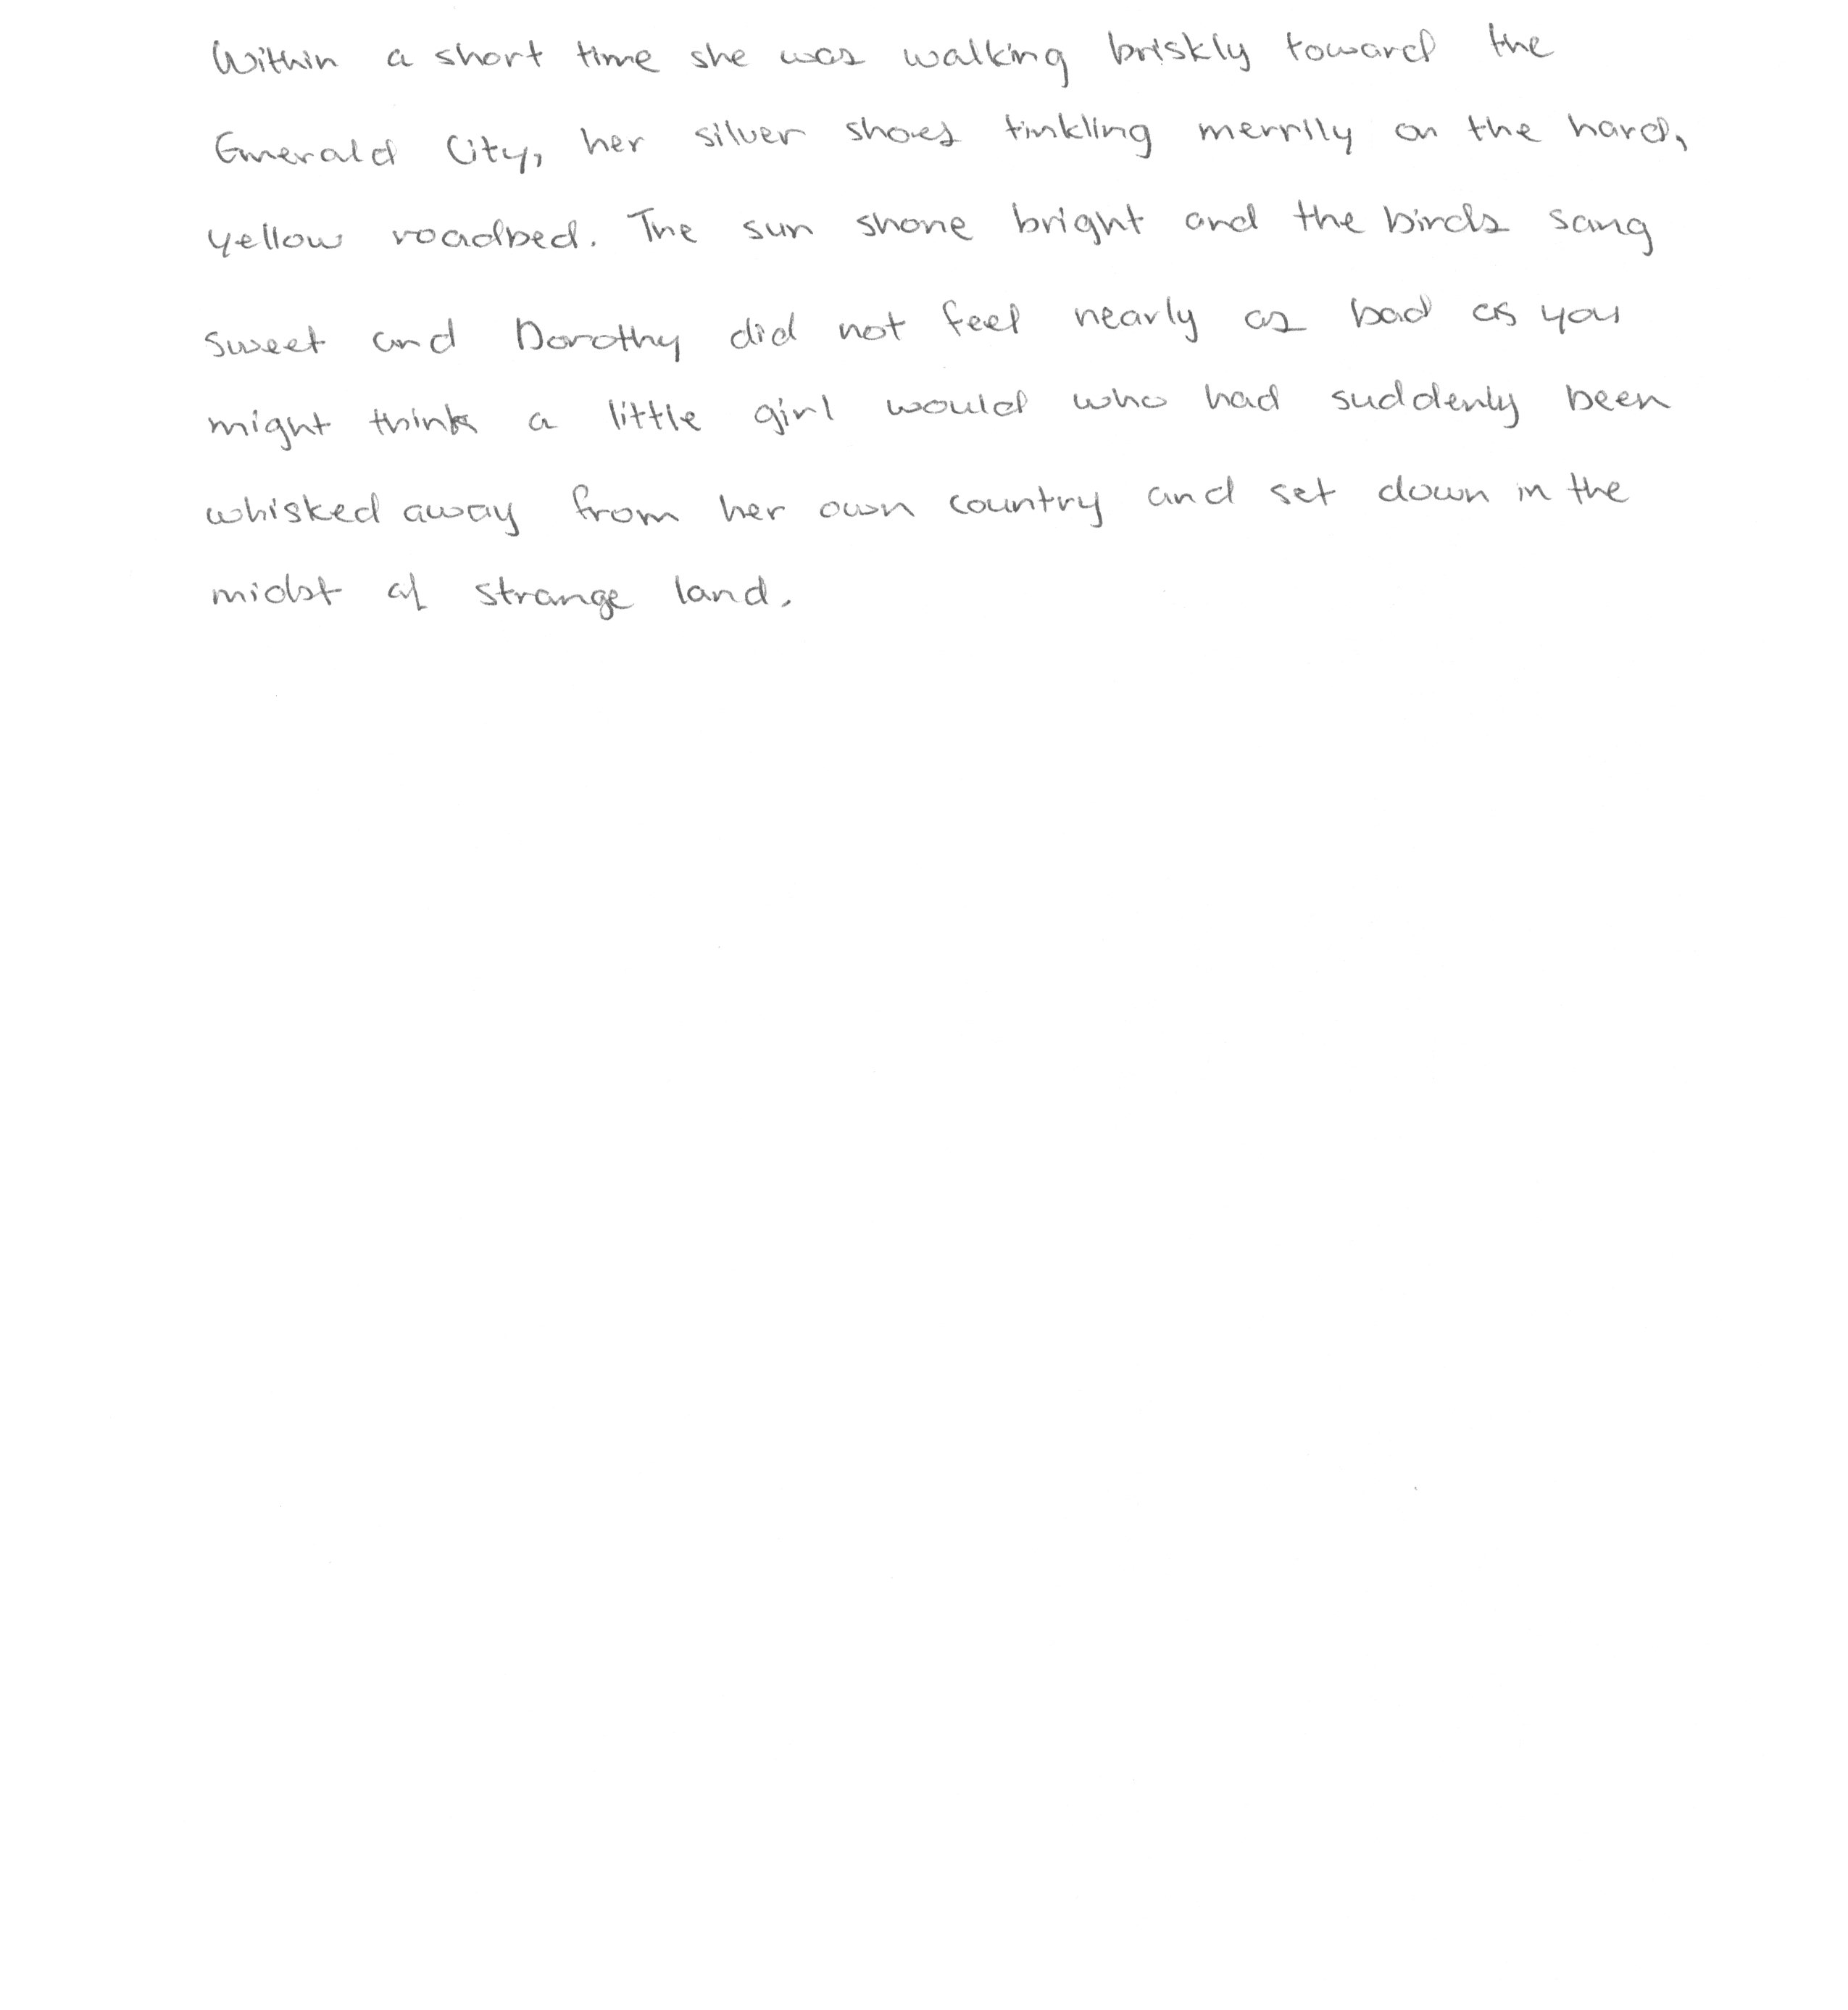 Within a short time she was walking briskly toward the
Emerald City, her silver shoes tinkling merrily on the hard,
yellow roadbed. The sun shone bright and the birds sang
sweet and Dorothy did not feel nearly as bad as you
might think a little girl would who had suddenly been
whisked away from her own country and set down in the
midst of strange land.